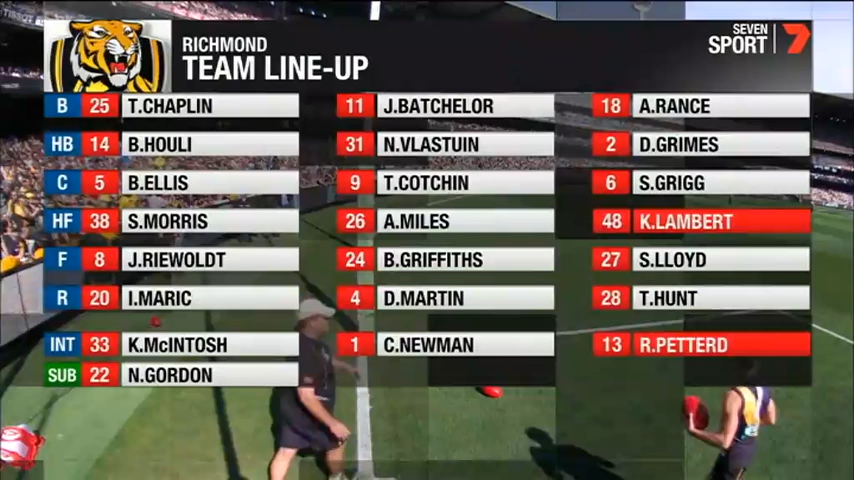 RICHMOND
TEAM LINE-UP
SEVEN
SPORT 7
B 25 T.CHAPLIN 11 J.BATCHELOR 18 A.RANCE
HB 14 B.HOULI 31 N.VLASTUIN 2 D.GRIMES
C 5 B.ELLIS 9 T.COTCHIN 6 S.GRIGG
HF 38 S.MORRIS 26 A.MILES 48 K.LAMBERT
F 8 J.RIEWOLDT 24 B.GRIFFITHS 27 S.LLOYD
R 20 I.MARIC 4 D.MARTIN 28 T.HUNT
INT 33 K.McINTOSH 1 C.NEWMAN 13 R.PETTERD
SUB 22 N.GORDON